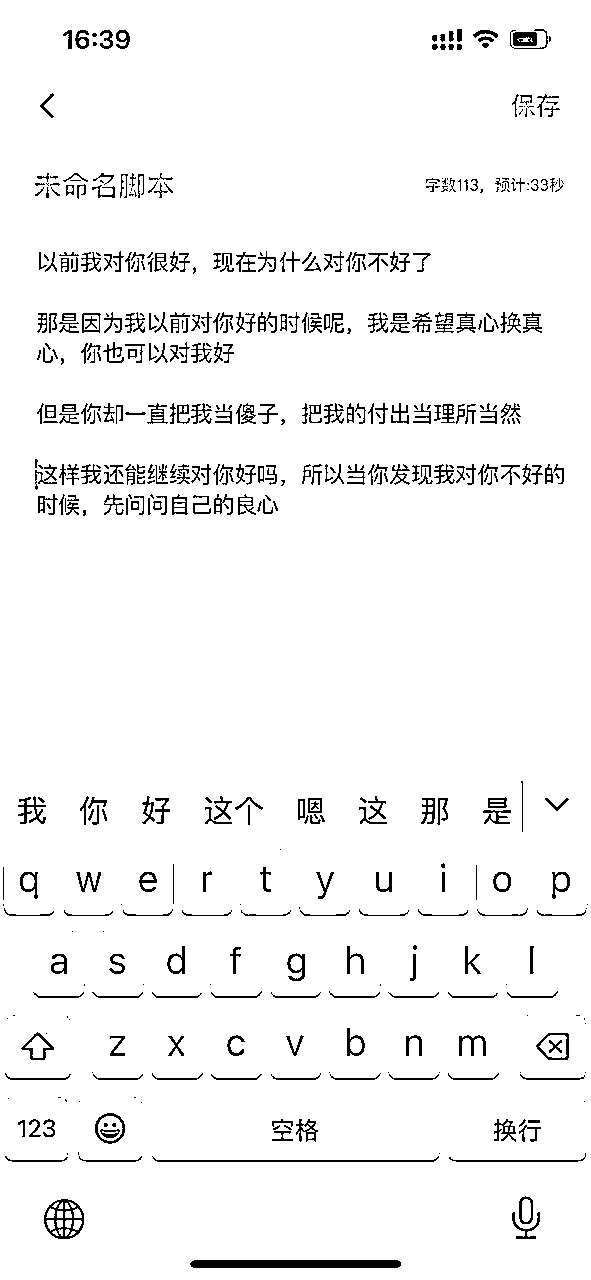 16:39
保存
未命名脚本
字数113，预计:33秒
以前我对你很好，现在为什么对你不好了
那是因为我以前对你好的时候呢，我是希望真心换真
心，你也可以对我好
但是你却一直把我当傻子，把我的付出当理所当然
这样我还能继续对你好吗，所以当你发现我对你不好的
时候，先问问自己的良心
我 你 好 这个 嗯 这 那 是
q w e r t y u i o p
a s d f g h j k l
z x c v b n m
123 空格 换行